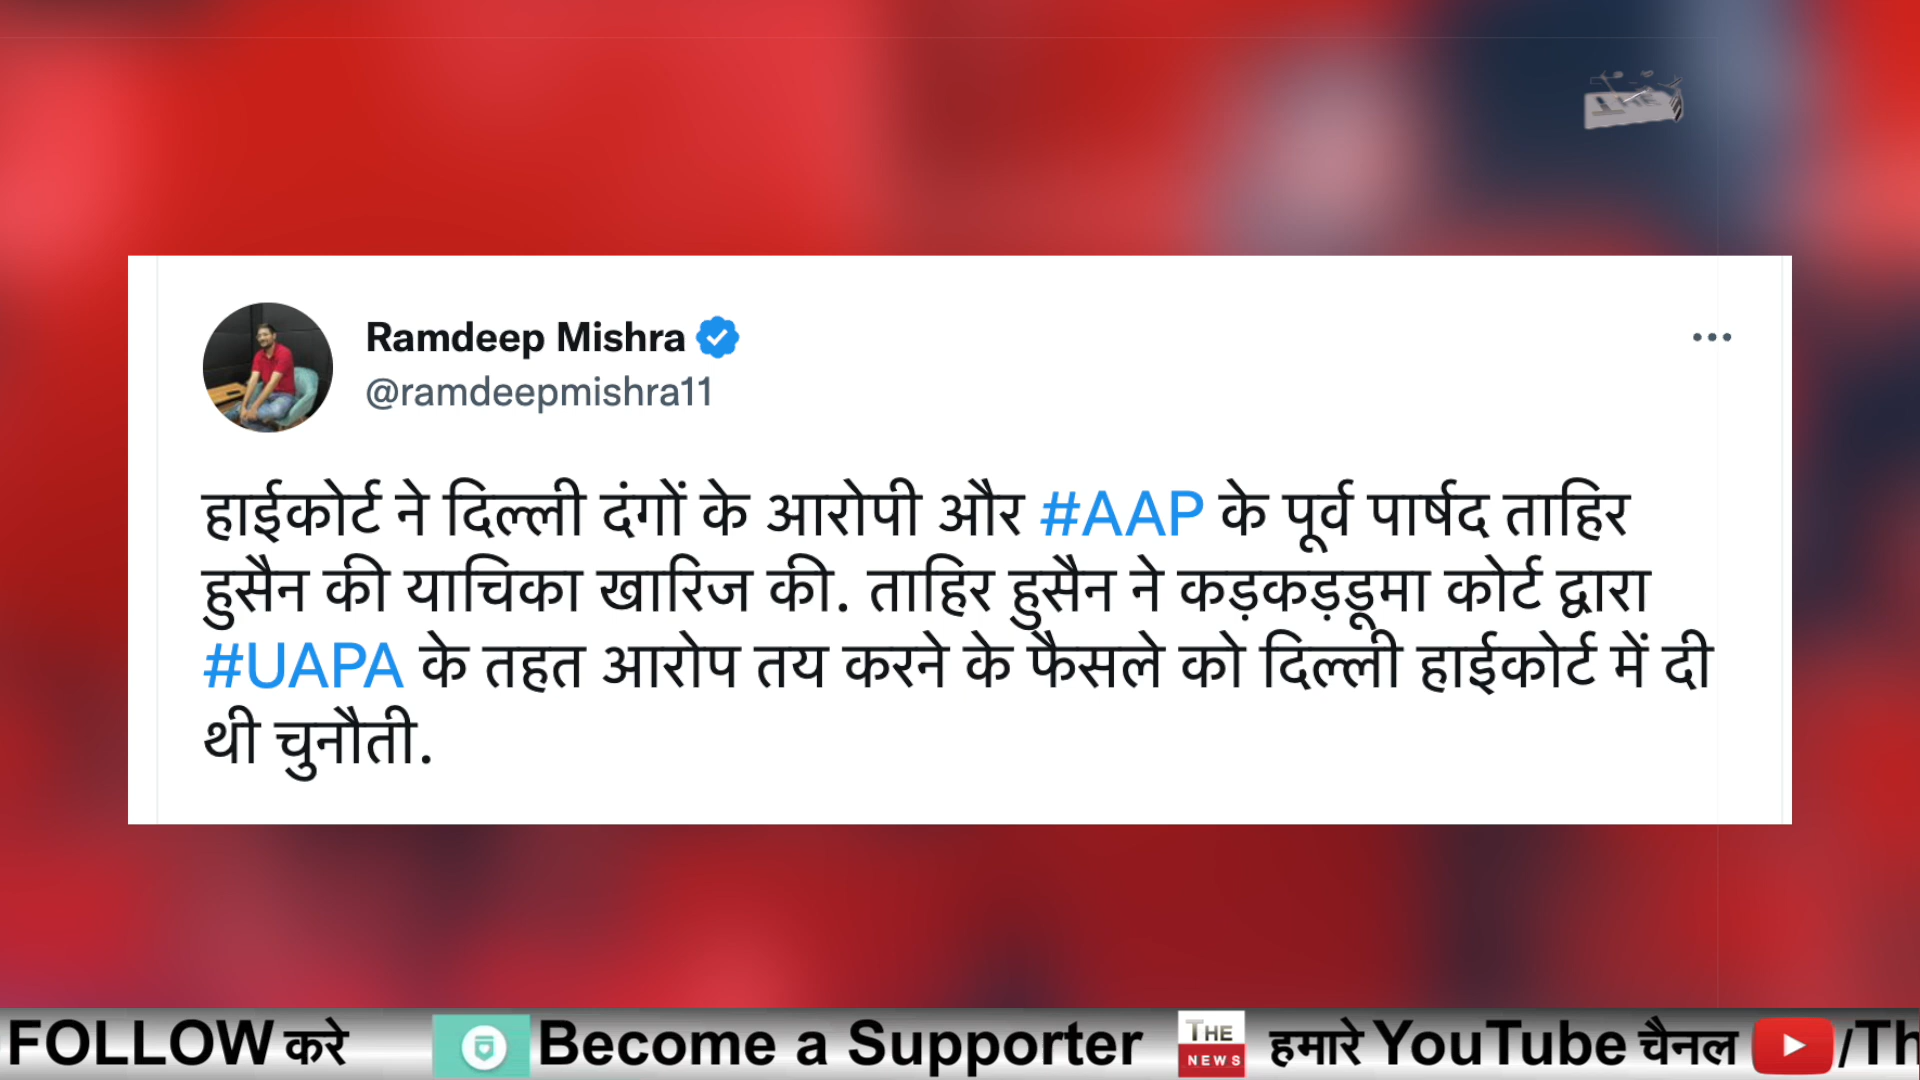 Ramdeep Mishra
@ramdeepmishra11
हाईकोर्ट ने दिल्ली दंगों के आरोपी और #AAP के पूर्व पार्षद ताहिर
हुसैन की याचिका खारिज की. ताहिर हुसैन ने कड़कड़डूमा कोर्ट द्वारा
#UAPA के तहत आरोप तय करने के फैसले को दिल्ली हाईकोर्ट में दी
थी चुनौती.
FOLLOW करे Become a Supporter THE NEWS हमारे YouTube चैनल /Th